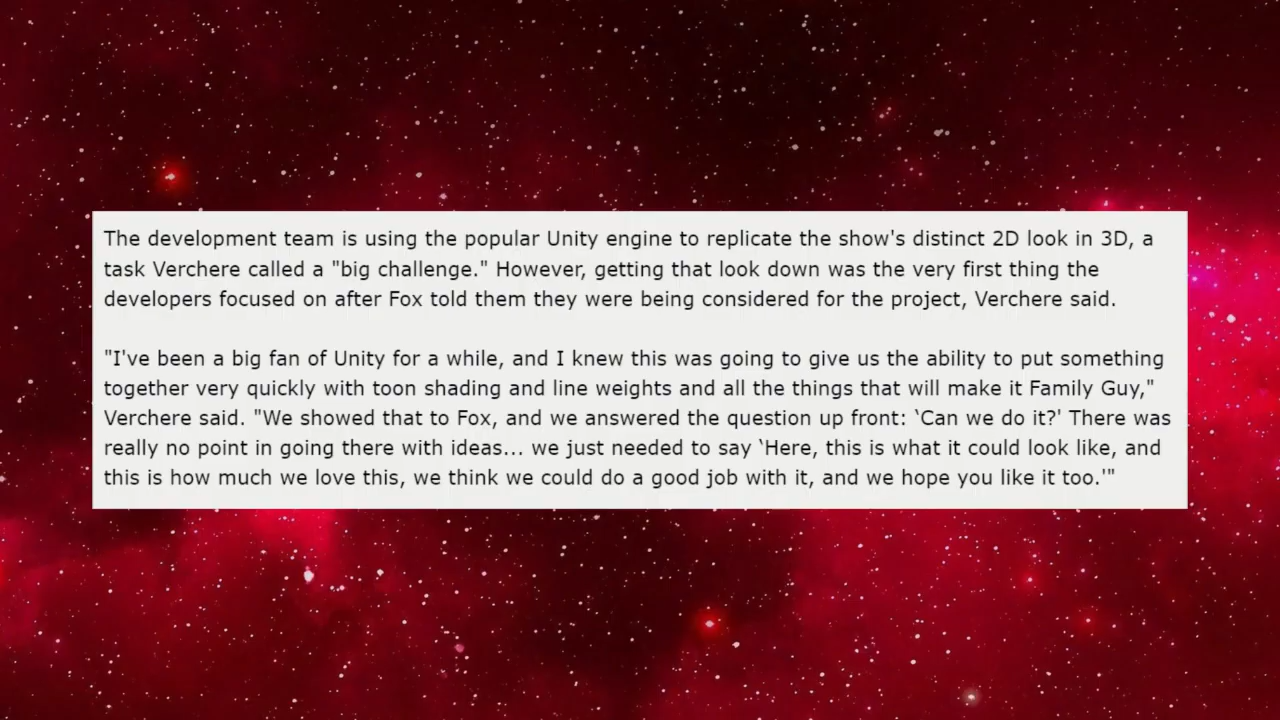 The development team is using the popular Unity engine to replicate the show's distinct 2D look in 3D, a
task Verchere called a "big challenge." However, getting that look down was the very first thing the
developers focused on after Fox told them they were being considered for the project, Verchere said.
"I've been a big fan of Unity for a while, and I knew this was going to give us the ability to put something
together very quickly with toon shading and line weights and all the things that will make it Family Guy,"
Verchere said. "We showed that to Fox, and we answered the question up front: ‛Can we do it?' There was
really no point in going there with ideas... we just needed to say ‛Here, this is what it could look like, and
this is how much we love this, we think we could do a good job with it, and we hope you like it too.'"